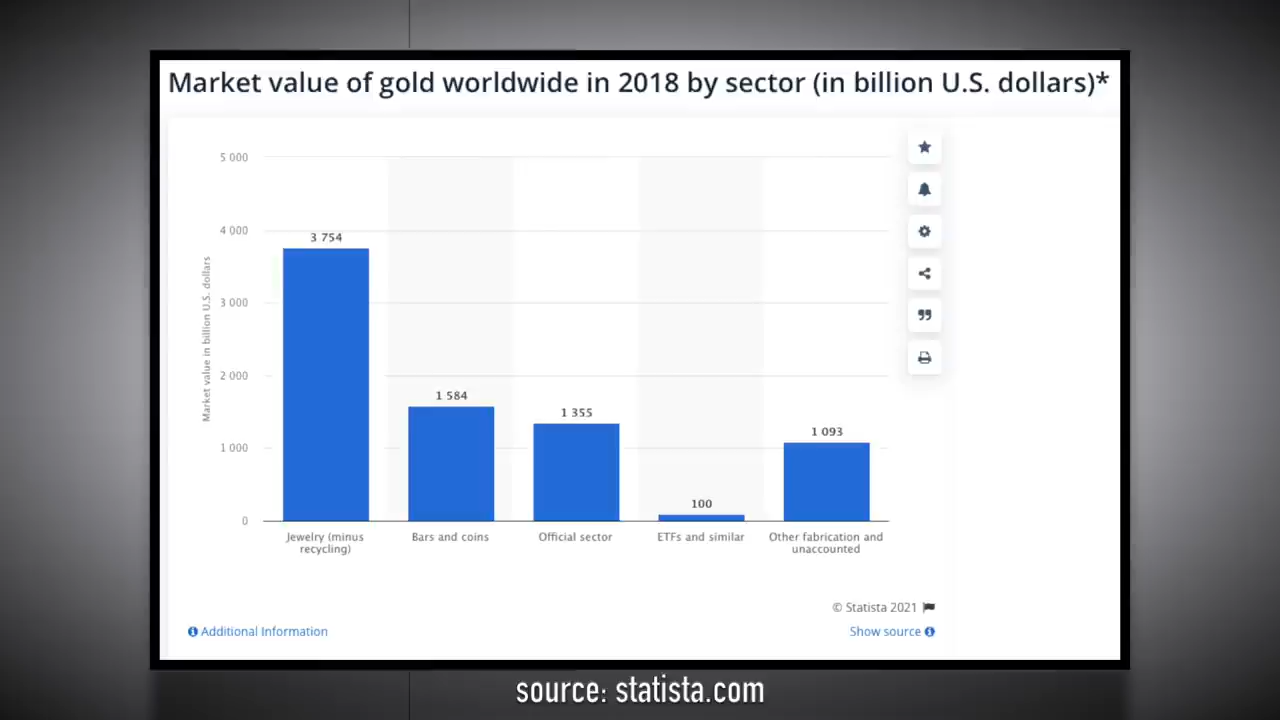 Market value of gold worldwide in 2018 by sector (in billion U.S. dollars)*
Market value in billion U.S. dollars
5 000
4 000
3 000
2 000
1 000
0
3 754
1 584
1 355
100
1 093
Jewelry (minus
recycling)
Bars and coins
Official sector
ETFs and similar
Other fabrication and
unaccounted
© Statista 2021
Additional Information
Show source
source: statista.com